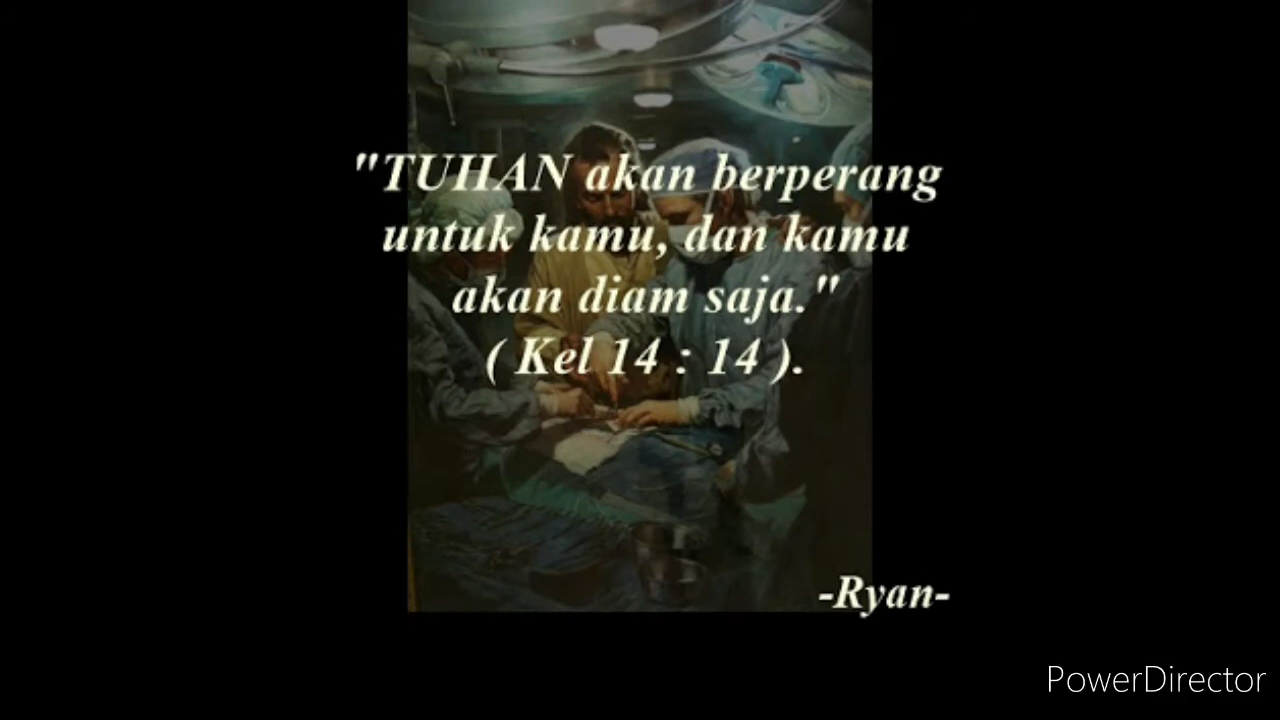 "TUHAN akan berperang
untuk kamu, dan kamu
akan diam saja."
( Kel 14 : 14 ).
-Ryan-
PowerDirector